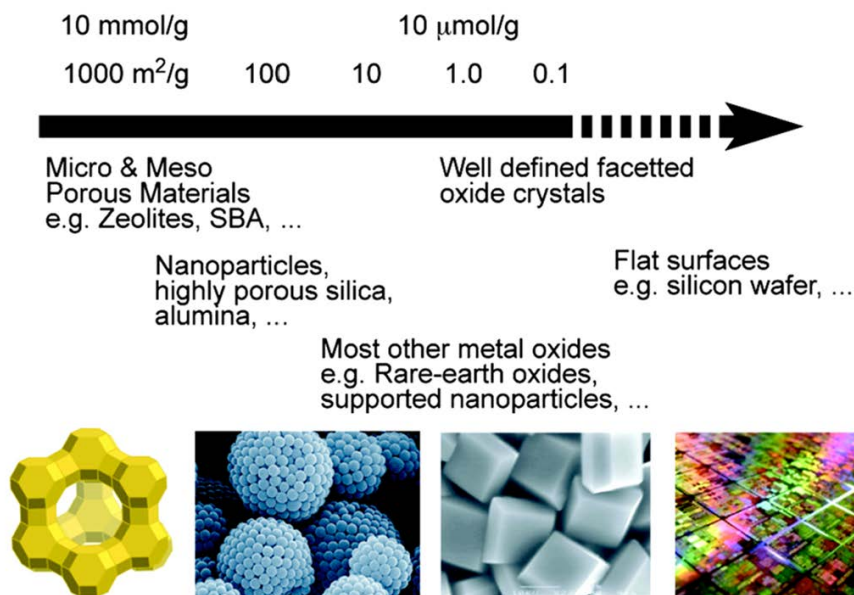 10 mmol/g 10 μmol/g
1000 m²/g 100 10 1.0 0.1
Micro & Meso
Porous Materials
e.g. Zeolites, SBA, ...
Well defined facetted
oxide crystals
Nanoparticles,
highly porous silica,
alumina, ...
Flat surfaces
e.g. silicon wafer, ...
Most other metal oxides
e.g. Rare-earth oxides,
supported nanoparticles, ...